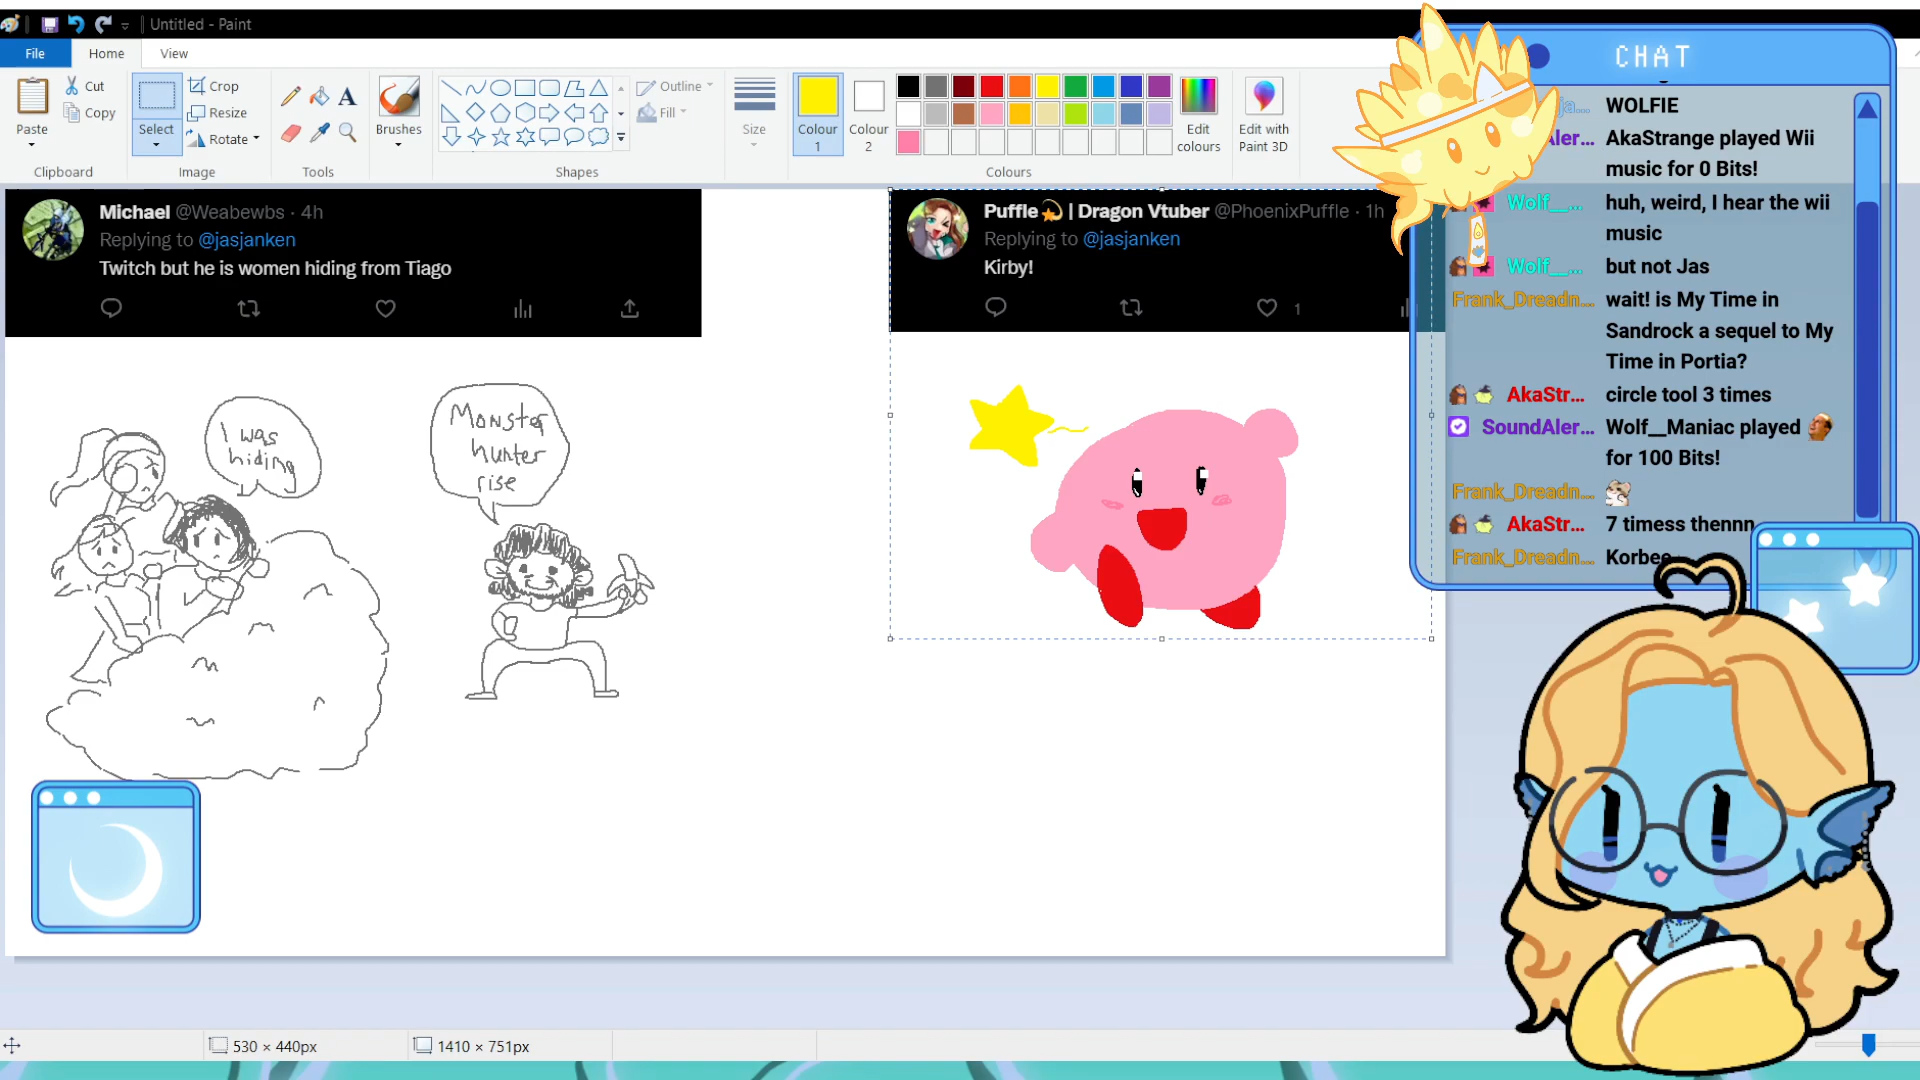 Untitled - Paint
File
Home
View
Paste
Cut
Copy
Clipboard
Select
Crop
Resize
Rotate
Image
A
Tools
Brushes
Outline
Fill
Shapes
Size
Colour
1
Colour
2
Edit
colours
Edit with
Paint 3D
Colours
Michael @Weabewbs · 4h
Replying to @jasjanken
Twitch but he is women hiding from Tiago
I was
hiding
Monster
hunter
rise
Puffle | Dragon Vtuber @PhoenixPuffle · 1h
Replying to @jasjanken
Kirby!
1
CHAT
WOLFIE
AkaStrange played Wii
music for 0 Bits!
Wolf__... huh, weird, I hear the wii
music
Wolf__... but not Jas
Frank_Dreadn... wait! is My Time in
Sandrock a sequel to My
Time in Portia?
AkaStr... circle tool 3 times
SoundAler... Wolf__Maniac played
for 100 Bits!
Frank_Dreadn...
AkaStr... 7 timess thennn
Frank_Dreadn... Korbee
530 × 440px
1410 × 751px